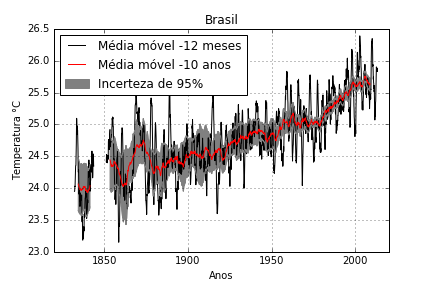 Brasil
Média móvel -12 meses
Média móvel -10 anos
Incerteza de 95%
Temperatura °C
26.5
26.0
25.5
25.0
24.5
24.0
23.5
23.0
1850 1900 1950 2000
Anos